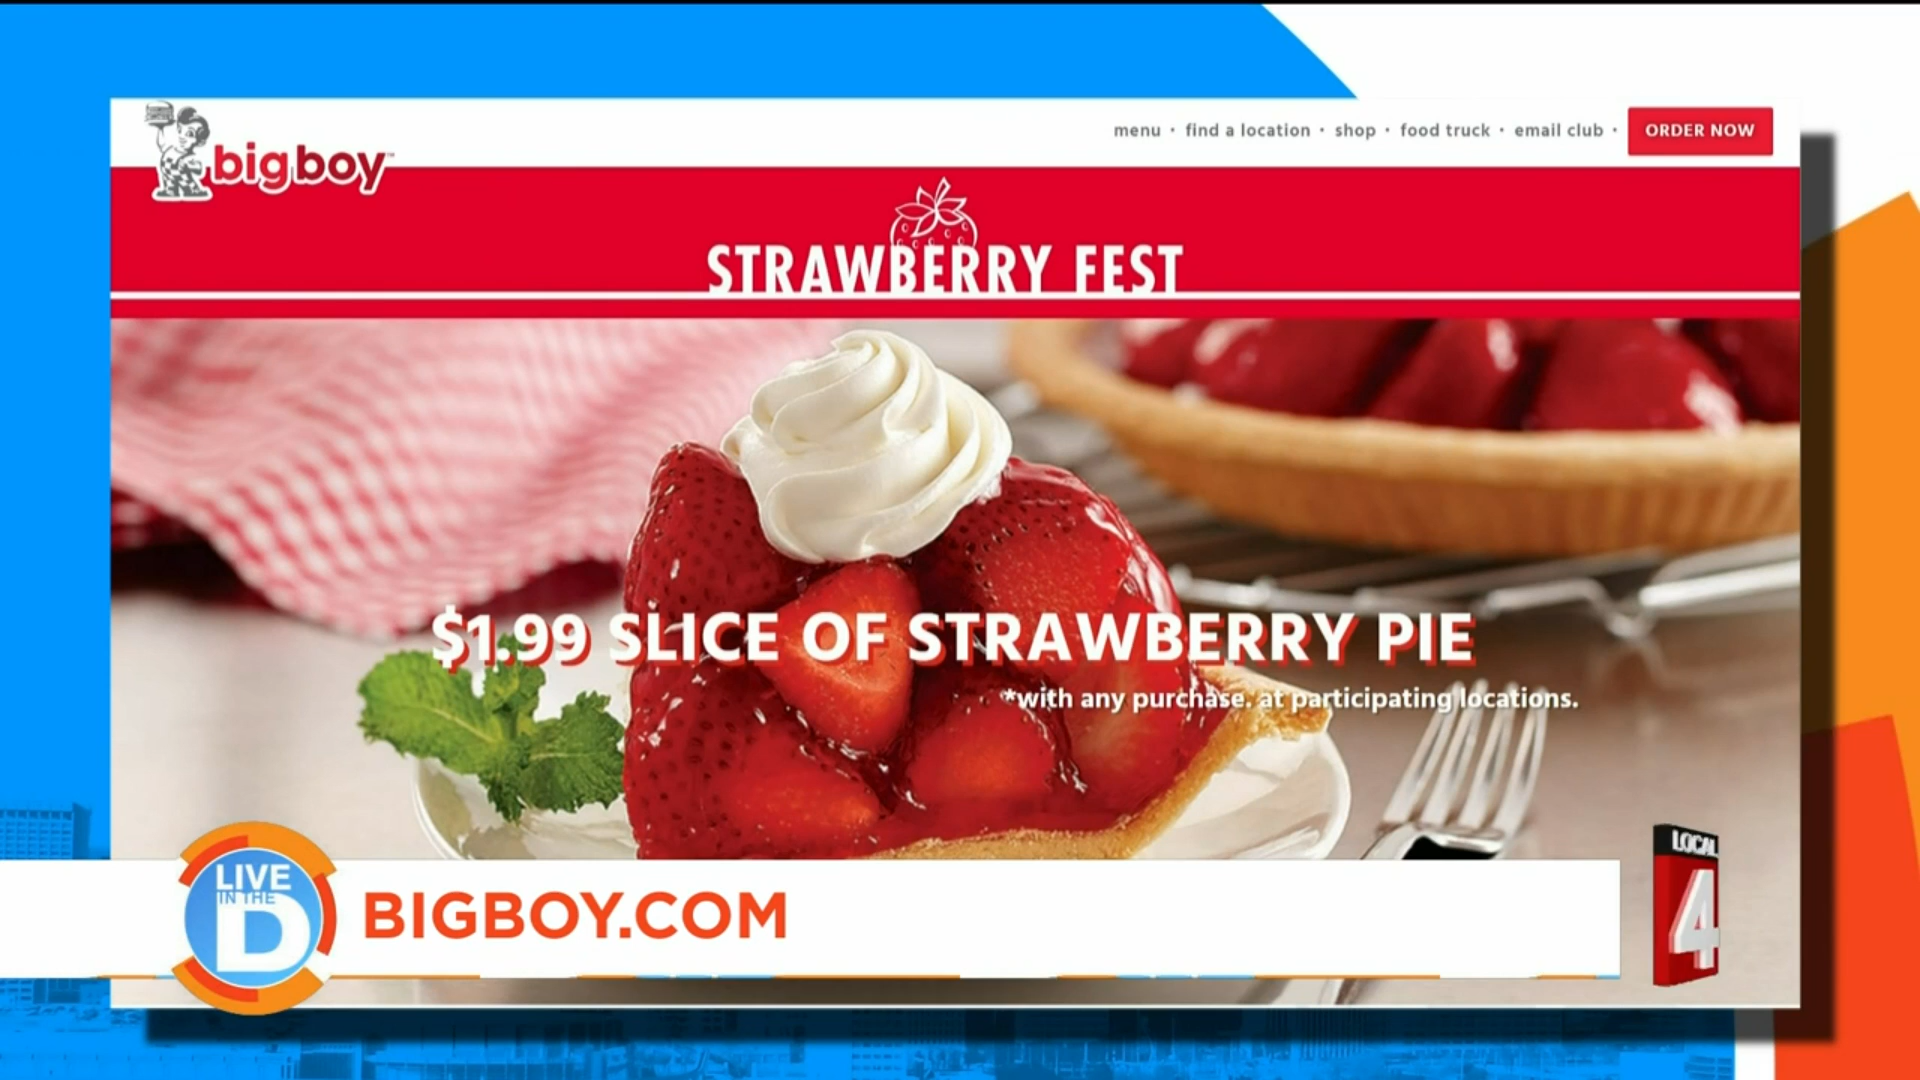 bigboy
menu • find a location • shop • food truck • email club •
ORDER NOW
STRAWBERRY FEST
$1.99 SLICE OF STRAWBERRY PIE
*with any purchase. at participating locations.
LIVE
IN THE
D
BIGBOY.COM
LOCAL
4